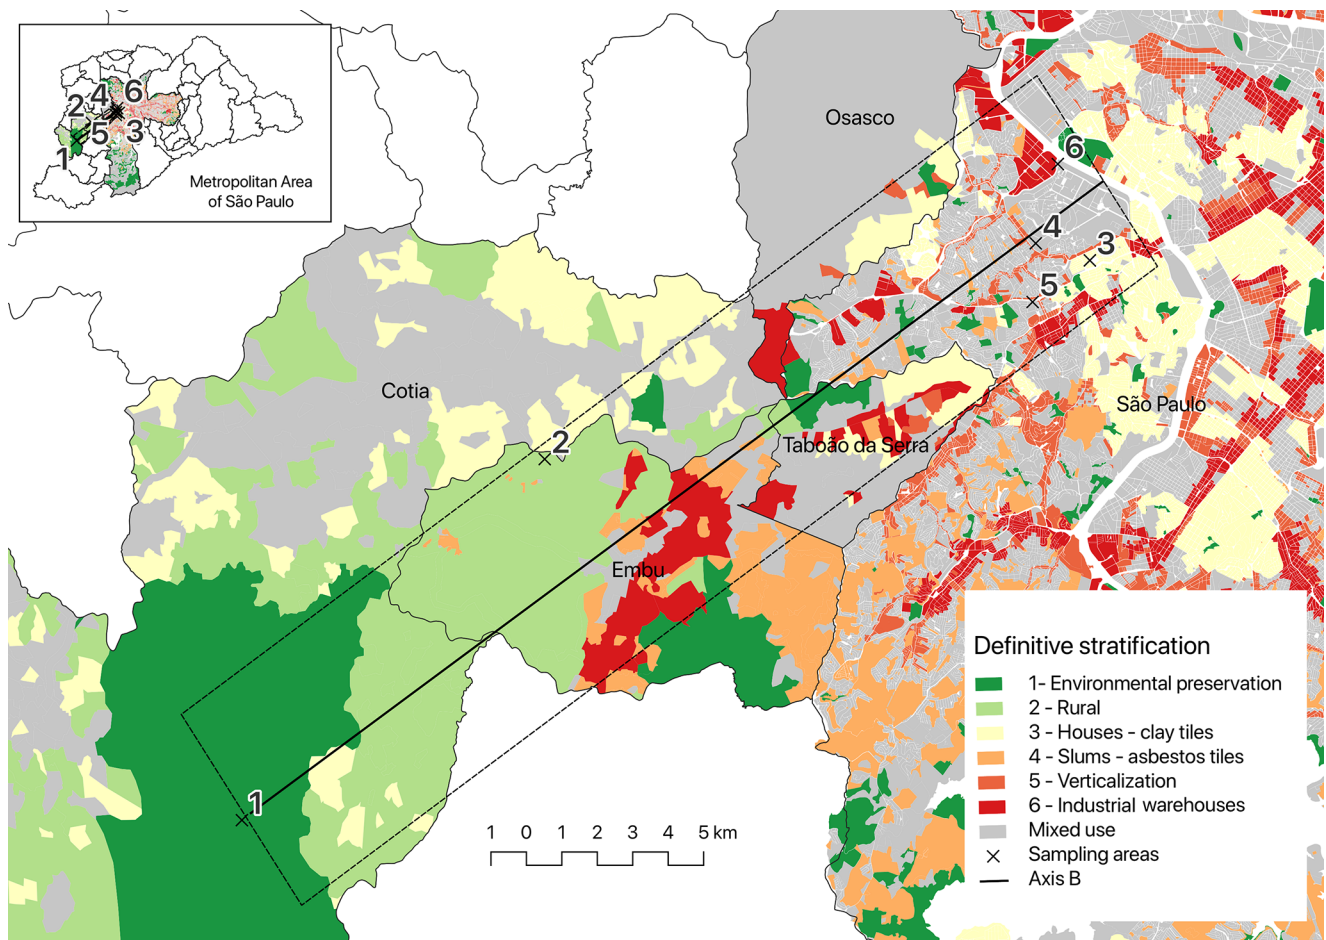 4 6
2
5 3
1
Metropolitan Area
of São Paulo
Osasco
6
4
3
5
Cotia
São Paulo
2
Taboão da Serra
Embu
1
1 0 1 2 3 4 5 km
Definitive stratification
1- Environmental preservation
2 - Rural
3 - Houses - clay tiles
4 - Slums - asbestos tiles
5 - Verticalization
6 - Industrial warehouses
Mixed use
Sampling areas
Axis B